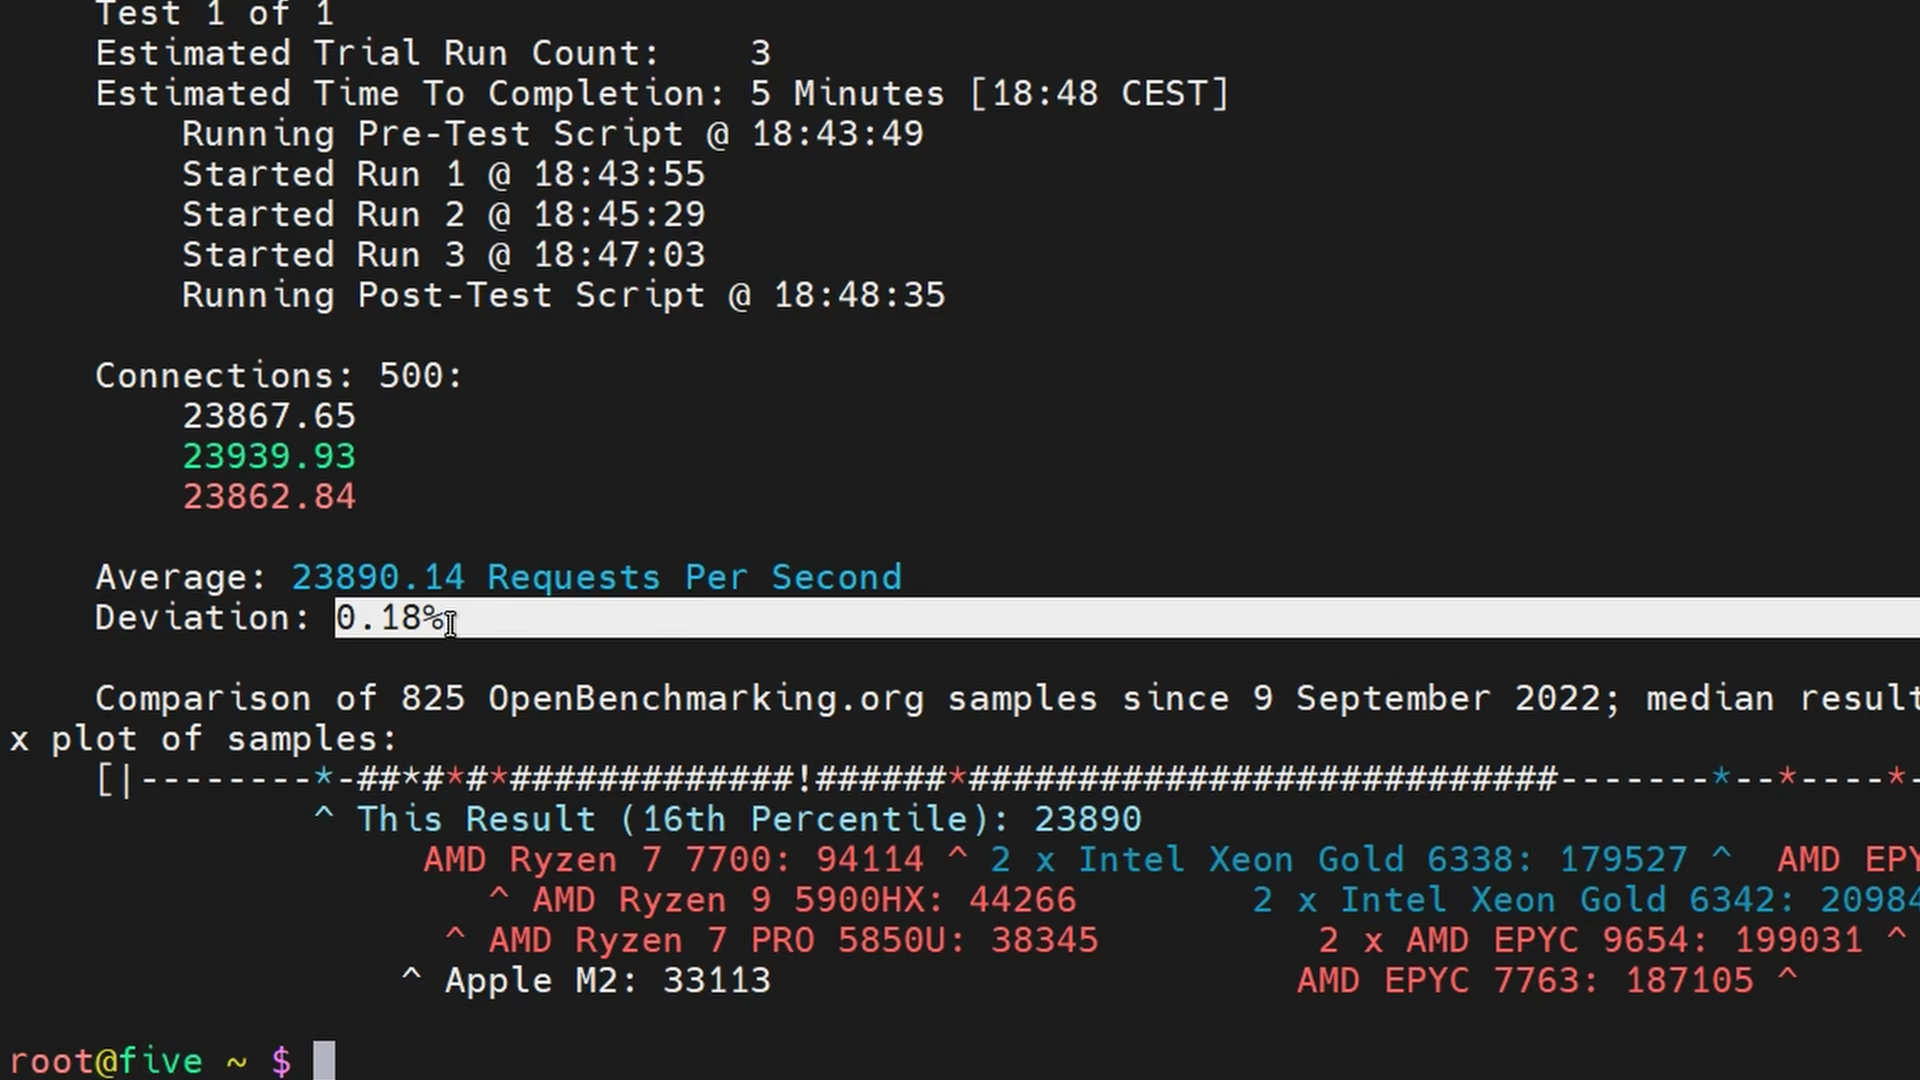 Test 1 of 1
Estimated Trial Run Count:    3
Estimated Time To Completion: 5 Minutes [18:48 CEST]
Running Pre-Test Script @ 18:43:49
Started Run 1 @ 18:43:55
Started Run 2 @ 18:45:29
Started Run 3 @ 18:47:03
Running Post-Test Script @ 18:48:35
Connections: 500:
23867.65
23939.93
23862.84
Average: 23890.14 Requests Per Second
Deviation: 0.18%
Comparison of 825 OpenBenchmarking.org samples since 9 September 2022; median result
x plot of samples:
[|--------*-##*#*#*#############!######*###########################-------*--*----*-
^ This Result (16th Percentile): 23890
AMD Ryzen 7 7700: 94114 ^ 2 x Intel Xeon Gold 6338: 179527 ^  AMD EPY
^ AMD Ryzen 9 5900HX: 44266        2 x Intel Xeon Gold 6342: 20984
^ AMD Ryzen 7 PRO 5850U: 38345          2 x AMD EPYC 9654: 199031 ^
^ Apple M2: 33113                        AMD EPYC 7763: 187105 ^
root@five ~ $